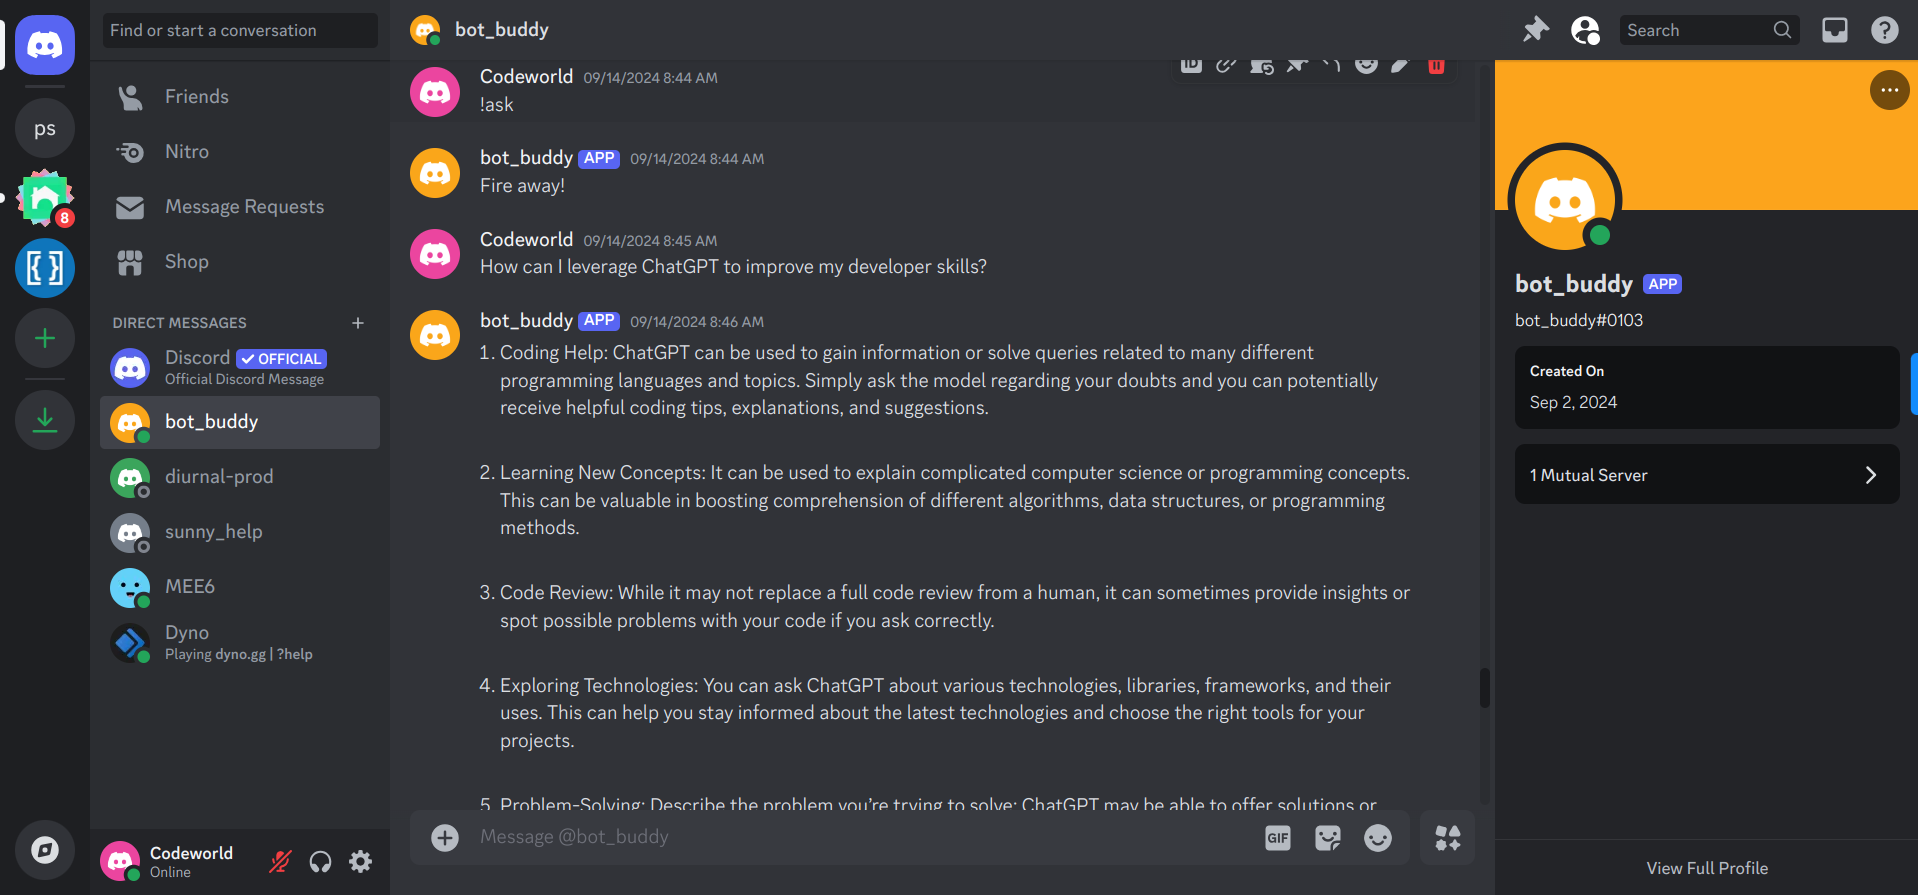 ps
8
Find or start a conversation
Friends
Nitro
Message Requests
Shop
DIRECT MESSAGES
Discord ✓ OFFICIAL
Official Discord Message
bot_buddy
diurnal-prod
sunny_help
MEE6
Dyno
Playing dyno.gg | ?help
Codeworld
Online
bot_buddy
Search
Codeworld 09/14/2024 8:44 AM
ID
!ask
bot_buddy APP 09/14/2024 8:44 AM
Fire away!
Codeworld 09/14/2024 8:45 AM
How can I leverage ChatGPT to improve my developer skills?
bot_buddy APP 09/14/2024 8:46 AM
1. Coding Help: ChatGPT can be used to gain information or solve queries related to many different
programming languages and topics. Simply ask the model regarding your doubts and you can potentially
receive helpful coding tips, explanations, and suggestions.
2. Learning New Concepts: It can be used to explain complicated computer science or programming concepts.
This can be valuable in boosting comprehension of different algorithms, data structures, or programming
methods.
3. Code Review: While it may not replace a full code review from a human, it can sometimes provide insights or
spot possible problems with your code if you ask correctly.
4. Exploring Technologies: You can ask ChatGPT about various technologies, libraries, frameworks, and their
uses. This can help you stay informed about the latest technologies and choose the right tools for your
projects.
5. Problem-Solving: Describe the problem you're trying to solve; ChatGPT may be able to offer solutions or
Message @bot_buddy
GIF
bot_buddy APP
bot_buddy#0103
Created On
Sep 2, 2024
1 Mutual Server
View Full Profile